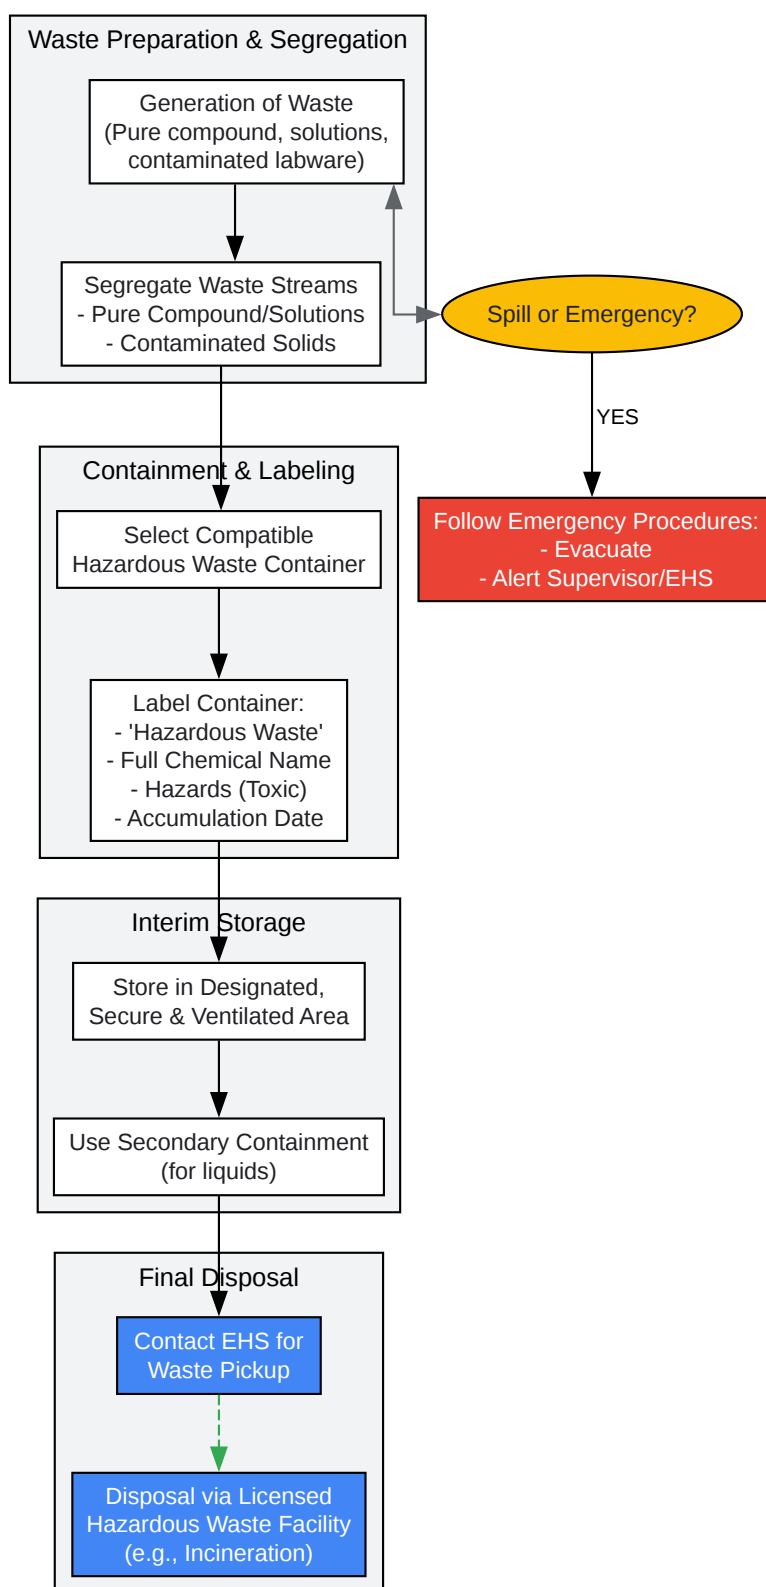 Waste Preparation & Segregation
Generation of Waste
(Pure compound, solutions,
contaminated labware)
Segregate Waste Streams
- Pure Compound/Solutions
- Contaminated Solids
Spill or Emergency?
YES
Follow Emergency Procedures:
- Evacuate
- Alert Supervisor/EHS
Containment & Labeling
Select Compatible
Hazardous Waste Container
Label Container:
- 'Hazardous Waste'
- Full Chemical Name
- Hazards (Toxic)
- Accumulation Date
Interim Storage
Store in Designated,
Secure & Ventilated Area
Use Secondary Containment
(for liquids)
Final Disposal
Contact EHS for
Waste Pickup
Disposal via Licensed
Hazardous Waste Facility
(e.g., Incineration)